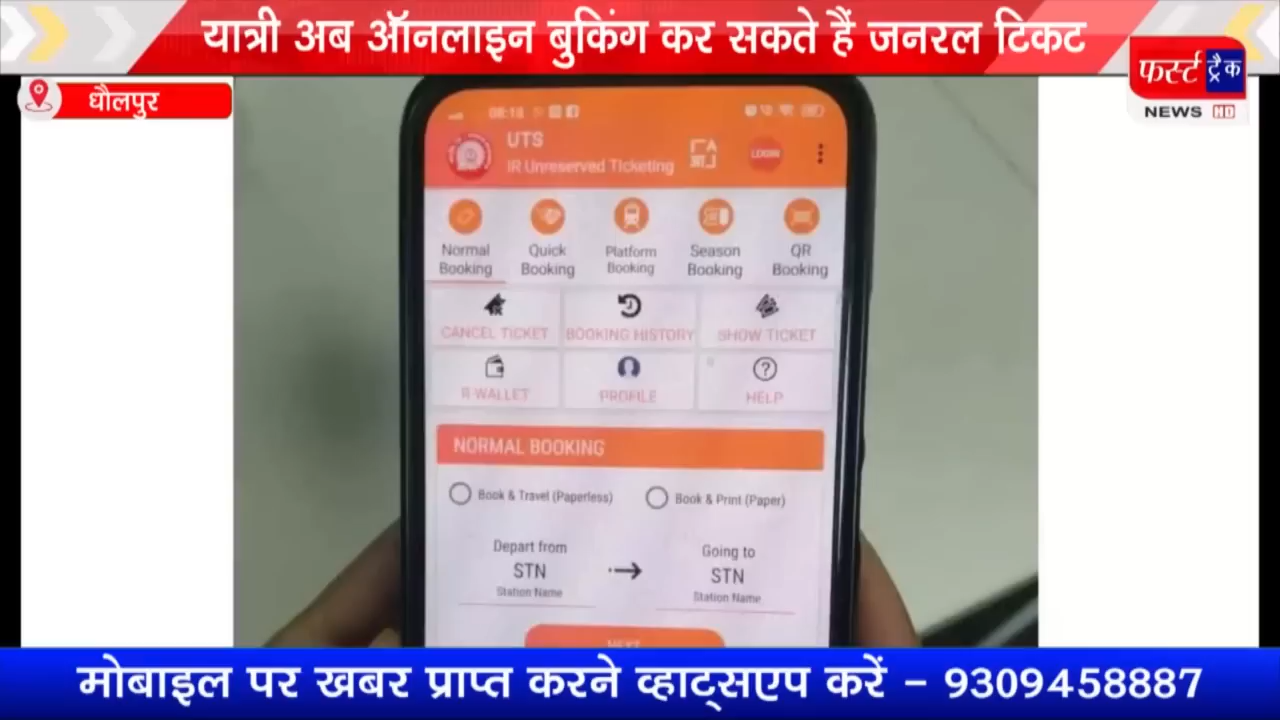 यात्री अब ऑनलाइन बुकिंग कर सकते हैं जनरल टिकट
धौलपुर
फर्स्ट ट्रैक
NEWS HD
08:18
UTS
IR Unreserved Ticketing
LOGIN
Normal Booking
Quick Booking
Platform Booking
Season Booking
QR Booking
CANCEL TICKET
BOOKING HISTORY
SHOW TICKET
R-WALLET
PROFILE
HELP
NORMAL BOOKING
Book & Travel (Paperless)
Book & Print (Paper)
Depart from
Going to
STN
STN
Station Name
Station Name
NEXT
मोबाइल पर खबर प्राप्त करने व्हाट्सएप करें - 9309458887